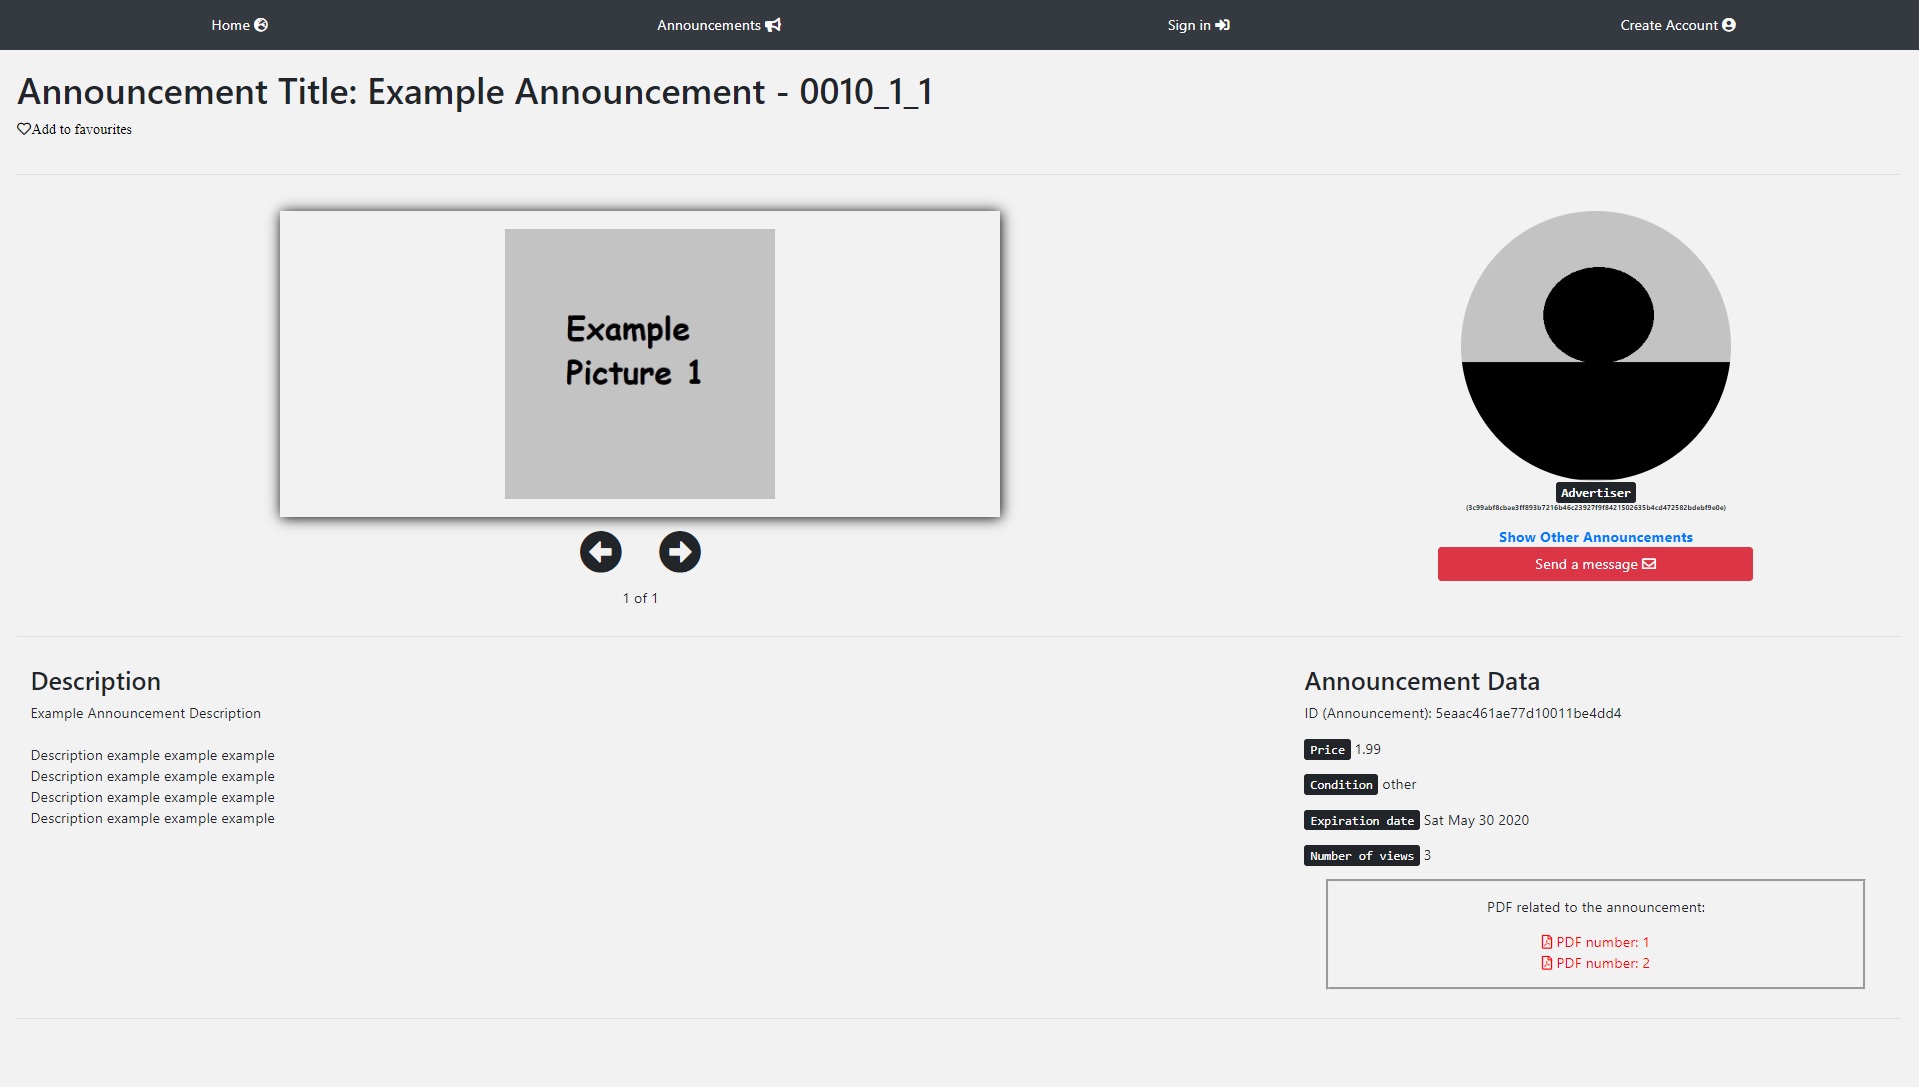 Home
Announcements
Sign in
Create Account
Announcement Title: Example Announcement - 0010_1_1
Add to favourites
Example
Picture 1
1 of 1
Advertiser
(3c99abf8cbae3ff893b7216b46c23927f9f8421502635b4cd472582bdebf9e0e)
Show Other Announcements
Send a message
Description
Example Announcement Description
Description example example example
Description example example example
Description example example example
Description example example example
Announcement Data
ID (Announcement): 5eaac461ae77d10011be4dd4
Price 1.99
Condition other
Expiration date Sat May 30 2020
Number of views 3
PDF related to the announcement:
PDF number: 1
PDF number: 2